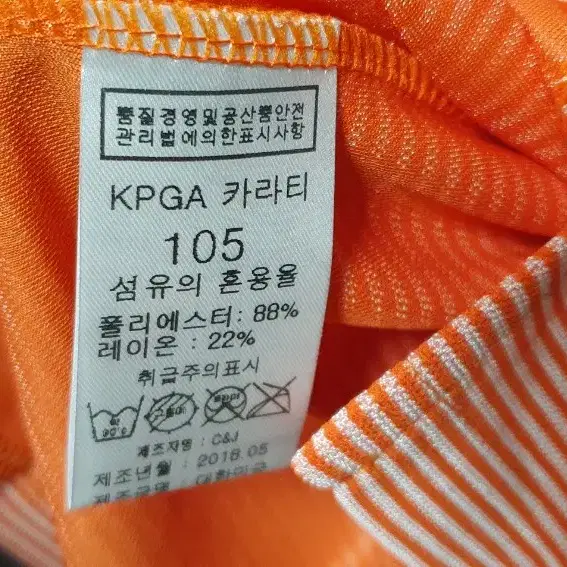 품질경영및공산품안전
관리법에의한표시사항
KPGA 카라티
105
섬유의 혼용율
폴리에스터: 88%
레이온 : 22%
취급주의표시
제조자명 : C&J
제조년월 : 2018.05
제조국명 : 대한민국